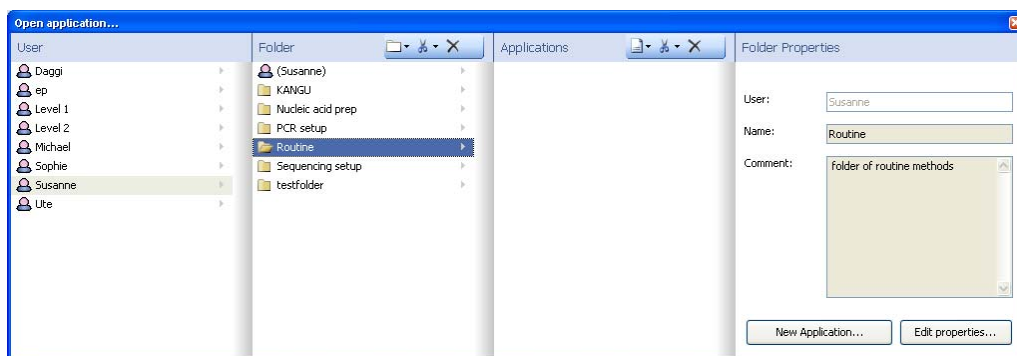 Open application...
User
Daggi
ep
Level 1
Level 2
Michael
Sophie
Susanne
Ute
Folder
(Susanne)
KANGU
Nucleic acid prep
PCR setup
Routine
Sequencing setup
testfolder
Applications
Folder Properties
User: Susanne
Name: Routine
Comment: folder of routine methods
New Application... Edit properties...